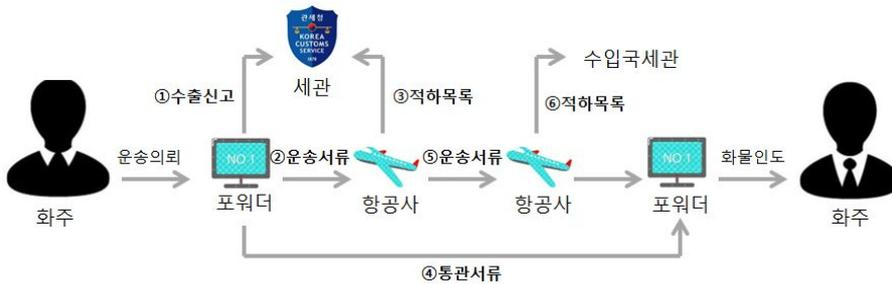 관세청
KOREA
CUSTOMS
SERVICE
세관
수입국세관
①수출신고
③적하목록
⑥적하목록
운송의뢰
NO.1
②운송서류
⑤운송서류
NO.1
화물인도
화주
포워더
항공사
항공사
포워더
화주
④통관서류